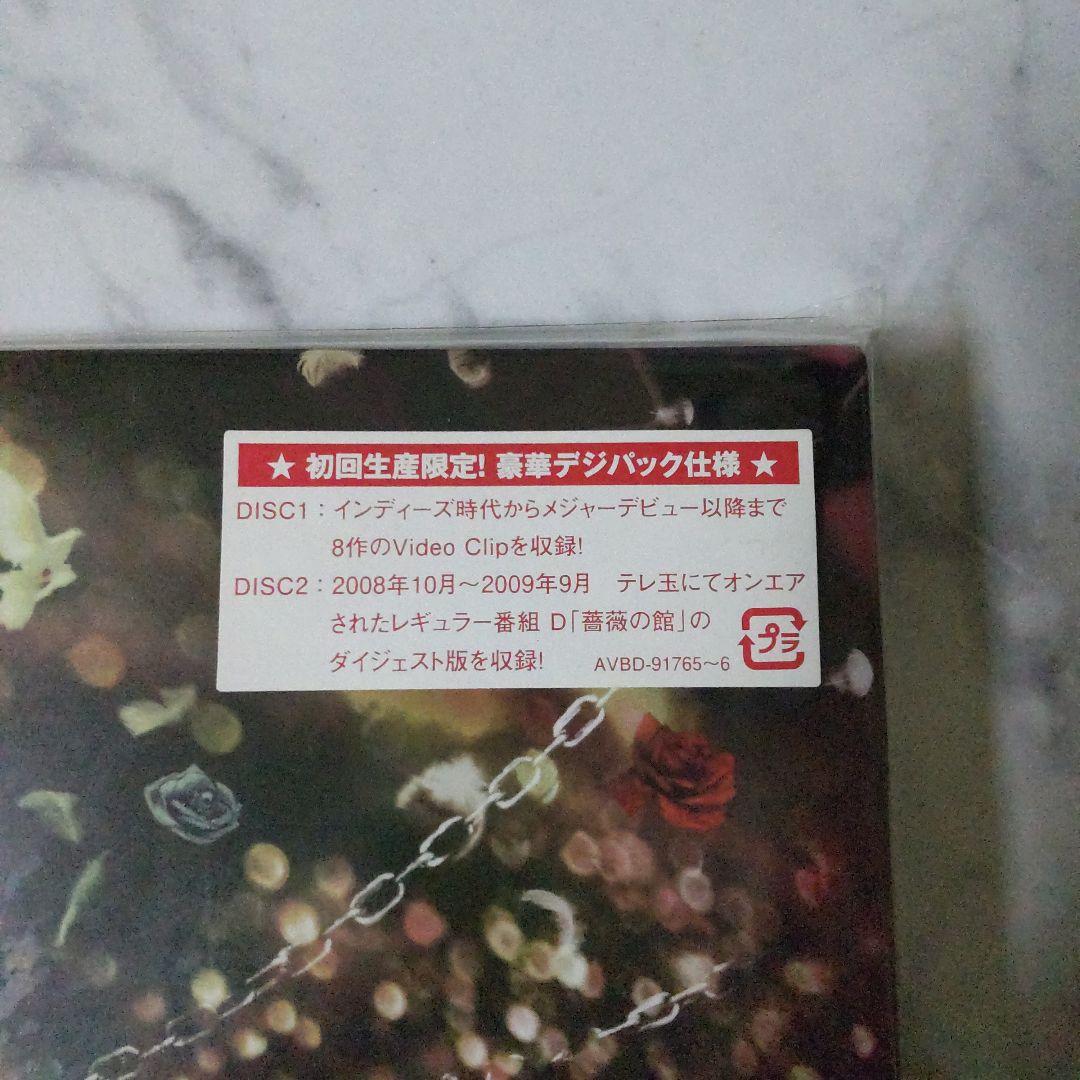 ★ 初回生産限定! 豪華デジパック仕様 ★
DISC1：インディーズ時代からメジャーデビュー以降まで
8作のVideo Clipを収録!
DISC2：2008年10月～2009年9月　テレ玉にてオンエア
されたレギュラー番組 D「薔薇の館」の
ダイジェスト版を収録!
AVBD-91765～6
プラ